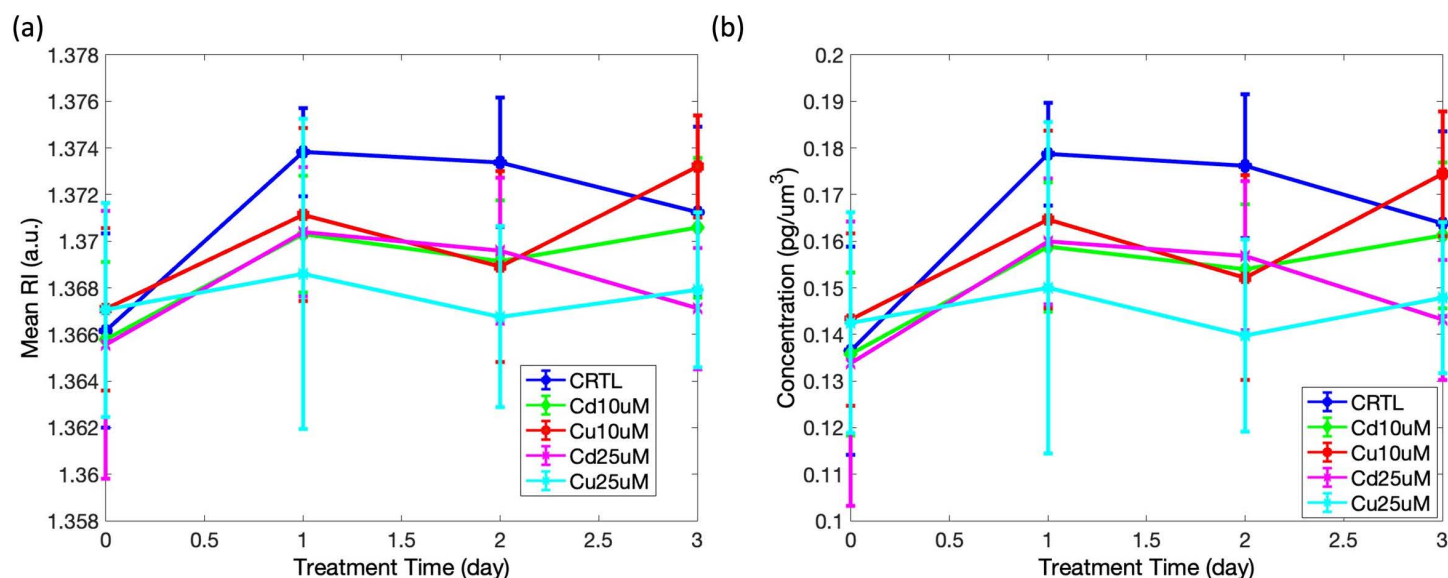 (a)
1.378
1.376
1.374
1.372
1.37
1.368
1.366
1.364
1.362
1.36
1.358
Mean RI (a.u.)
0 0.5 1 1.5 2 2.5 3
Treatment Time (day)
CRTL
Cd10uM
Cu10uM
Cd25uM
Cu25uM
(b)
0.2
0.19
0.18
0.17
0.16
0.15
0.14
0.13
0.12
0.11
0.1
Concentration (pg/um³)
0 0.5 1 1.5 2 2.5 3
Treatment Time (day)
CRTL
Cd10uM
Cu10uM
Cd25uM
Cu25uM